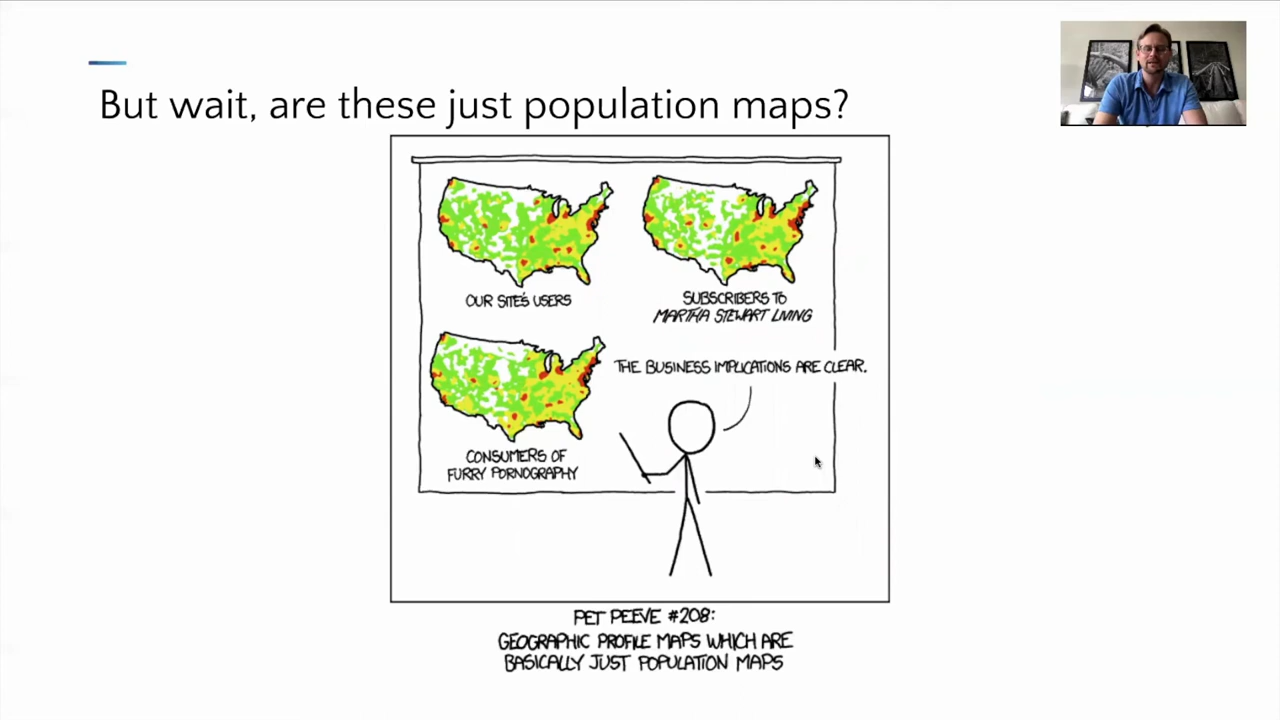 But wait, are these just population maps?
OUR SITE'S USERS
SUBSCRIBERS TO
MARTHA STEWART LIVING
THE BUSINESS IMPLICATIONS ARE CLEAR.
CONSUMERS OF
FURRY PORNOGRAPHY
PET PEEVE #208:
GEOGRAPHIC PROFILE MAPS WHICH ARE
BASICALLY JUST POPULATION MAPS